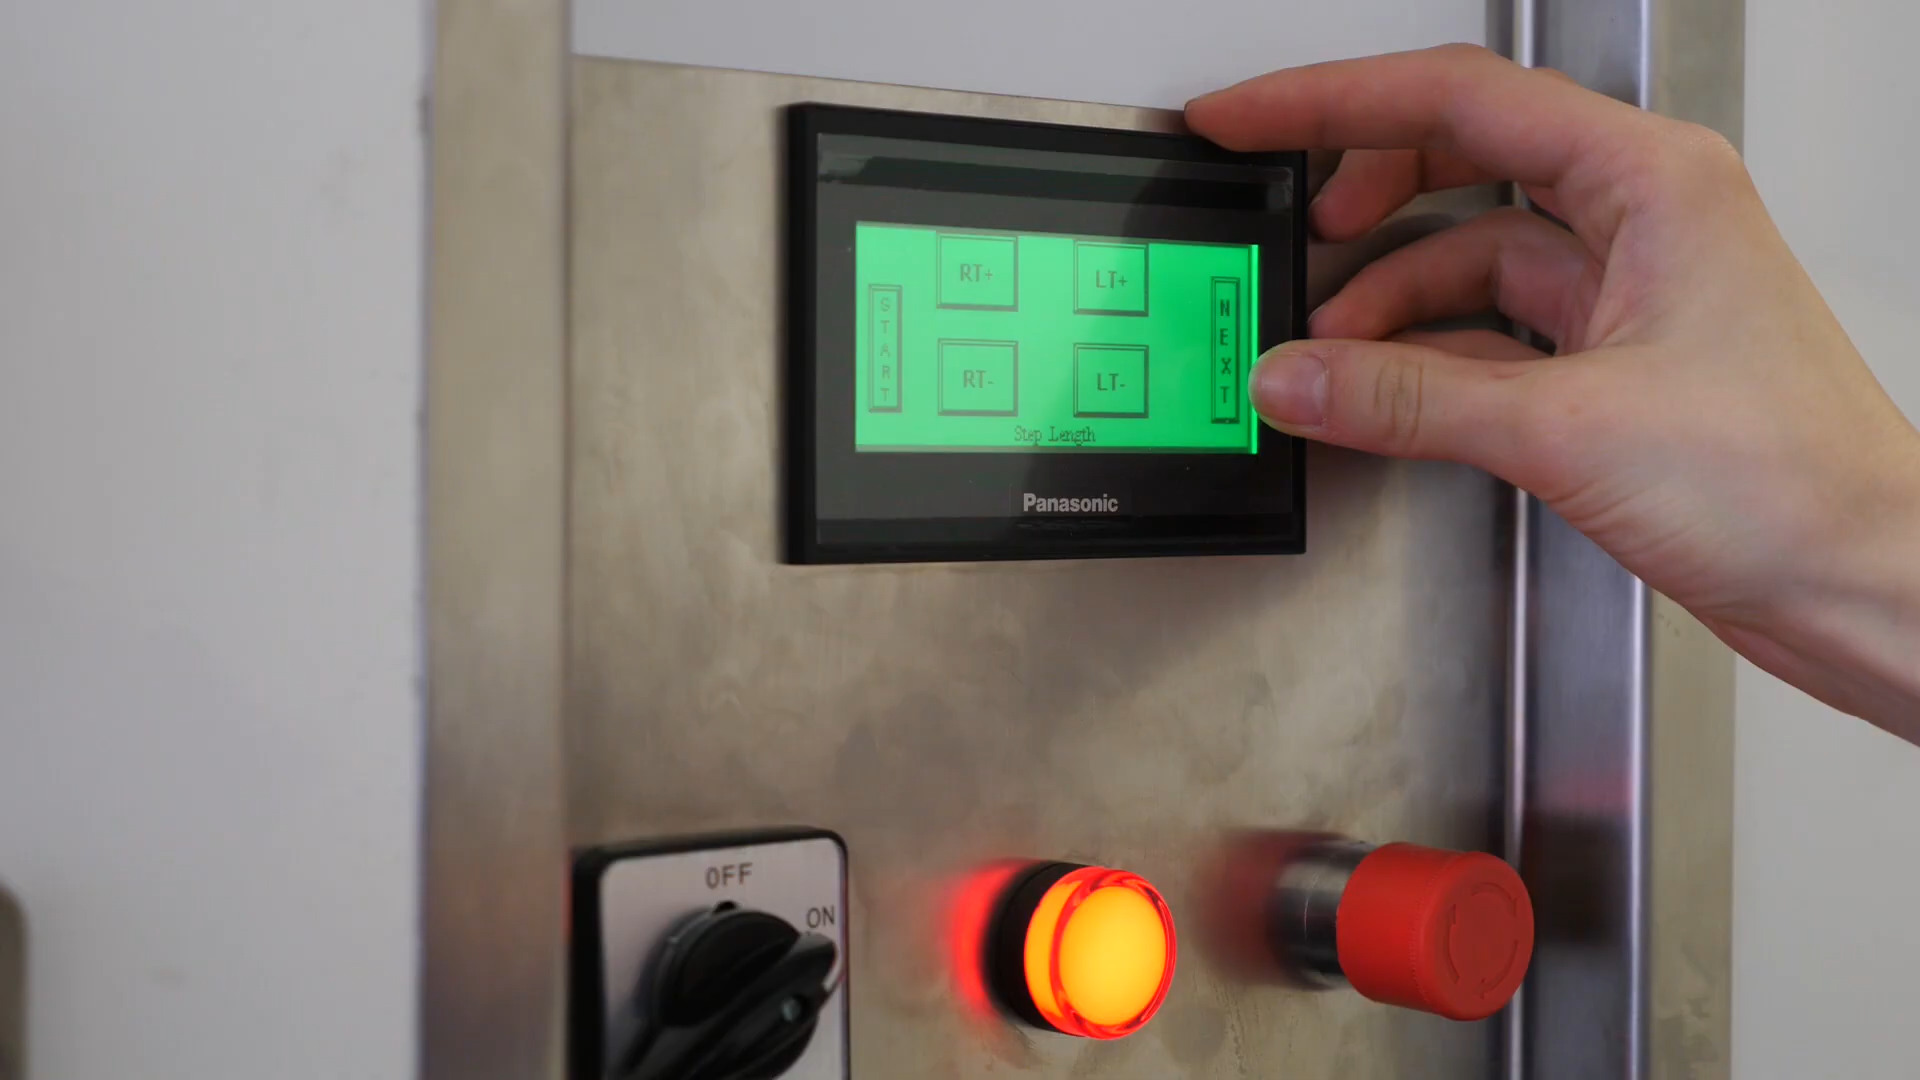 RT+
LT+
START
NEXT
RT-
LT-
Step Length
Panasonic
OFF
ON